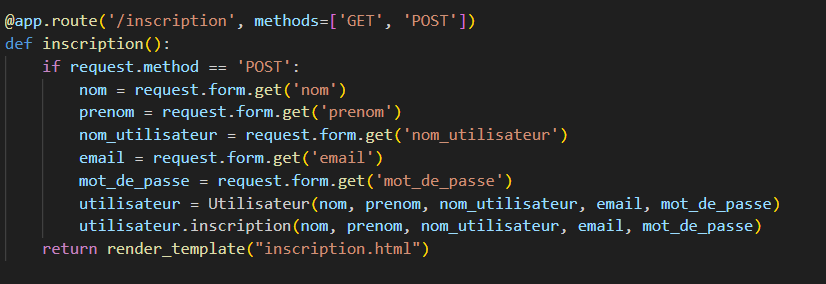 @app.route('/inscription', methods=['GET', 'POST'])
def inscription():
    if request.method == 'POST':
        nom = request.form.get('nom')
        prenom = request.form.get('prenom')
        nom_utilisateur = request.form.get('nom_utilisateur')
        email = request.form.get('email')
        mot_de_passe = request.form.get('mot_de_passe')
        utilisateur = Utilisateur(nom, prenom, nom_utilisateur, email, mot_de_passe)
        utilisateur.inscription(nom, prenom, nom_utilisateur, email, mot_de_passe)
    return render_template("inscription.html")